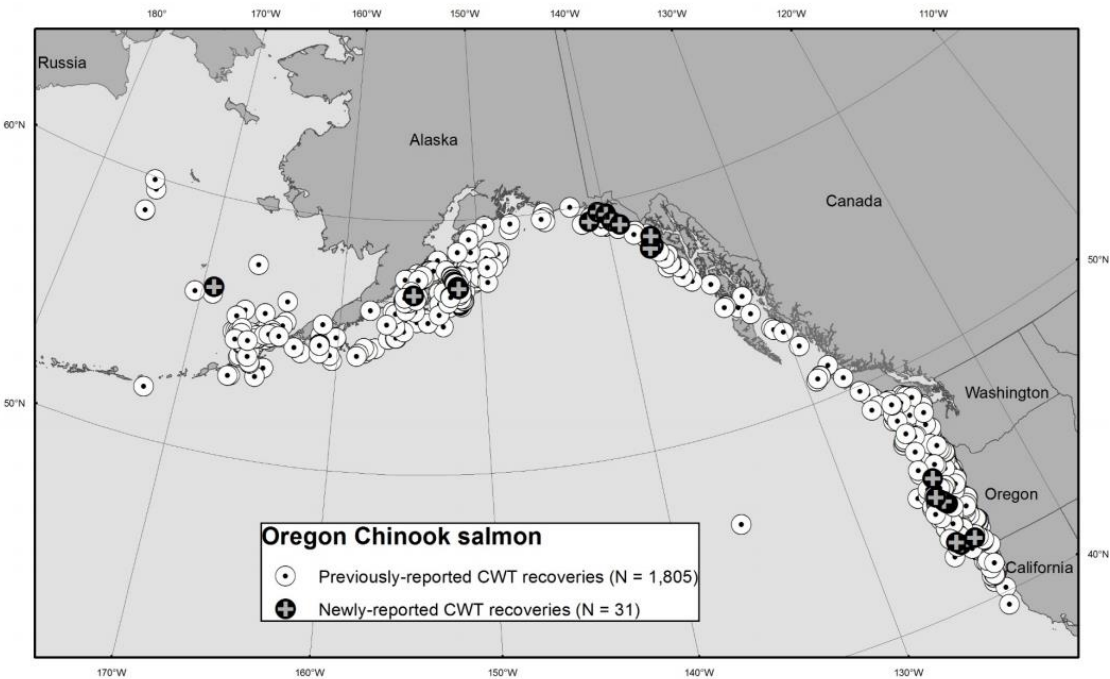 180° 170°W 160°W 150°W 140°W 130°W 120°W 110°W
Russia
60°N
Alaska
Canada
50°N
50°N
Washington
Oregon
40°N
California
Oregon Chinook salmon
Previously-reported CWT recoveries (N = 1,805)
Newly-reported CWT recoveries (N = 31)
170°W 160°W 150°W 140°W 130°W